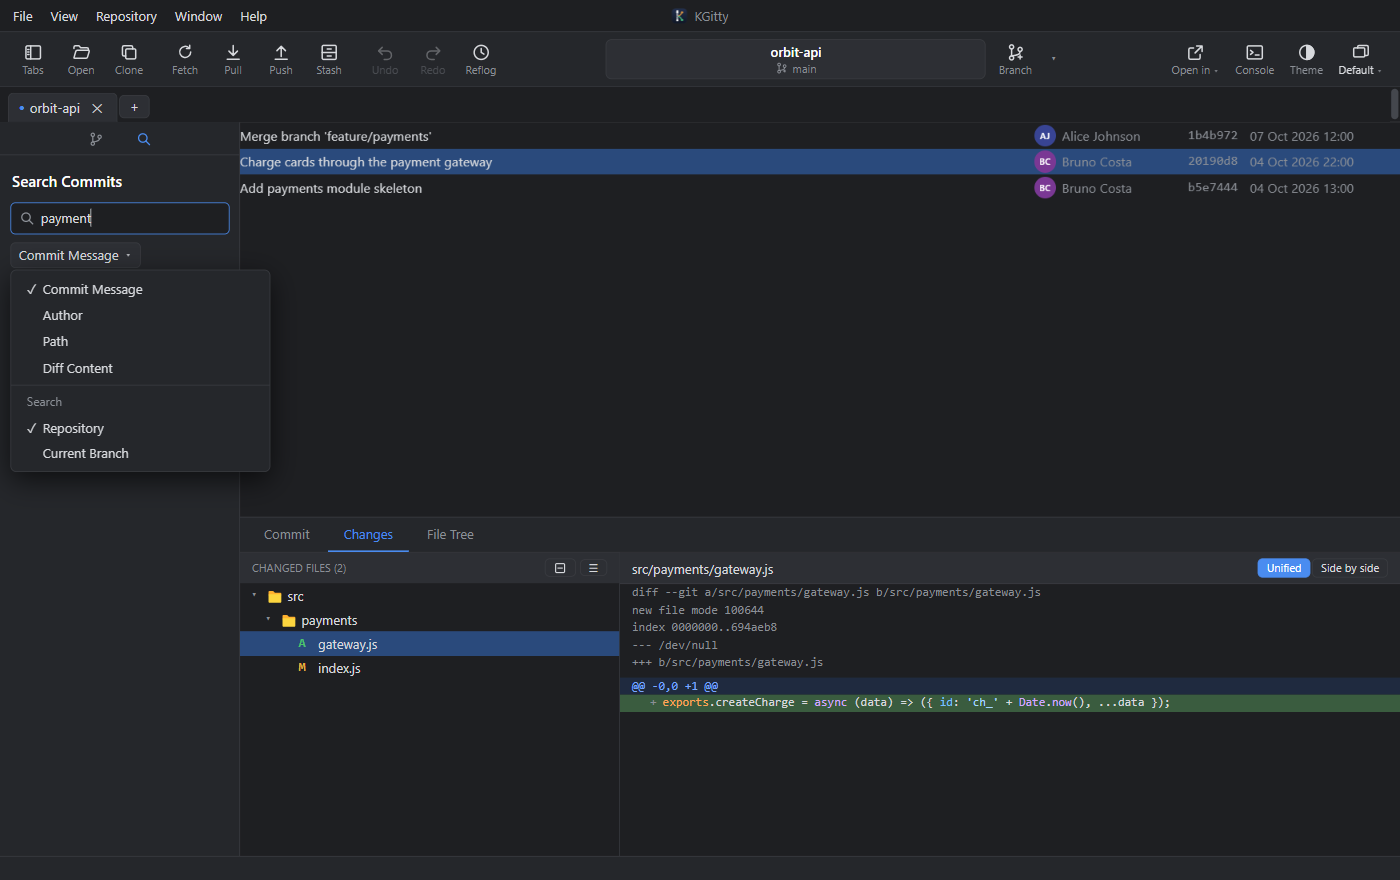 File View Repository Window Help
KGitty
Tabs Open Clone Fetch Pull Push Stash Undo Redo Reflog
orbit-api
main
Branch
Open in Console Theme Default
orbit-api
+
Search Commits
payment
Commit Message
✓ Commit Message
Author
Path
Diff Content
Search
✓ Repository
Current Branch
Merge branch 'feature/payments' AJ Alice Johnson 1b4b972 07 Oct 2026 12:00
Charge cards through the payment gateway BC Bruno Costa 20190d8 04 Oct 2026 22:00
Add payments module skeleton BC Bruno Costa b5e7444 04 Oct 2026 13:00
Commit Changes File Tree
CHANGED FILES (2)
src
payments
A gateway.js
M index.js
src/payments/gateway.js Unified Side by side
diff --git a/src/payments/gateway.js b/src/payments/gateway.js
new file mode 100644
index 0000000..694aeb8
--- /dev/null
+++ b/src/payments/gateway.js
@@ -0,0 +1 @@
+ exports.createCharge = async (data) => ({ id: 'ch_' + Date.now(), ...data });